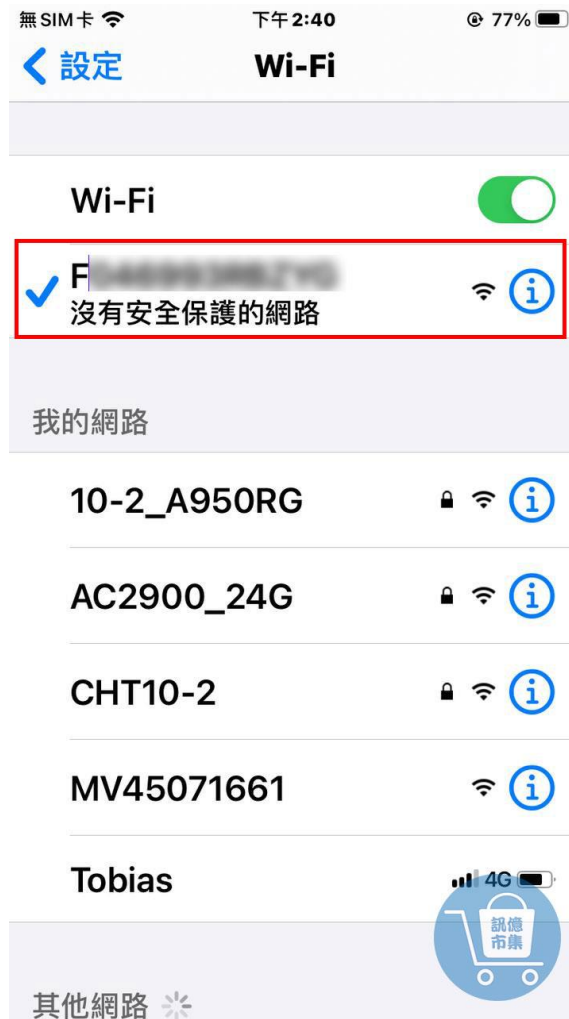 無SIM卡 下午2:40 77%
設定 Wi-Fi
Wi-Fi
F
沒有安全保護的網路
我的網路
10-2_A950RG
AC2900_24G
CHT10-2
MV45071661
Tobias 4G
訊億
市集
其他網路